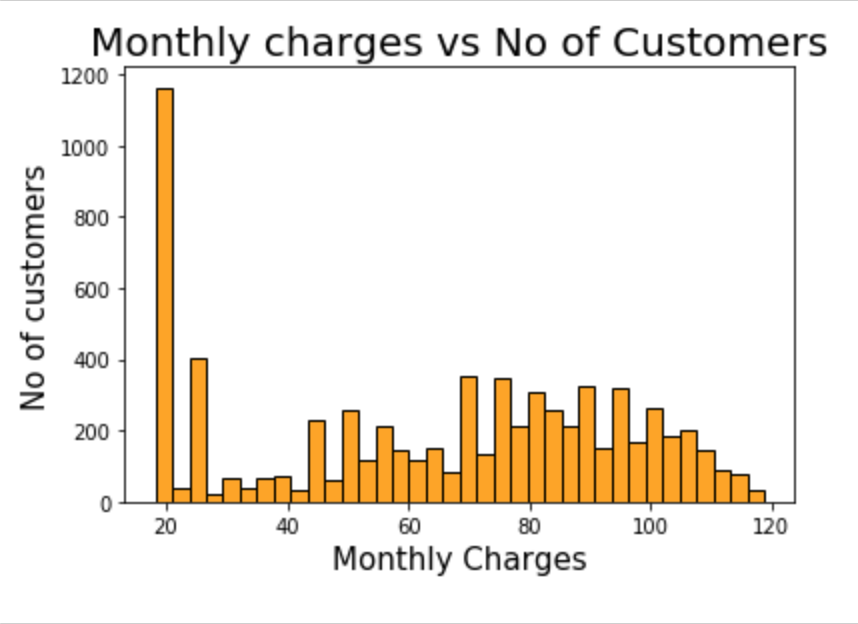 Monthly charges vs No of Customers
1200
1000
800
600
400
200
0
No of customers
20 40 60 80 100 120
Monthly Charges